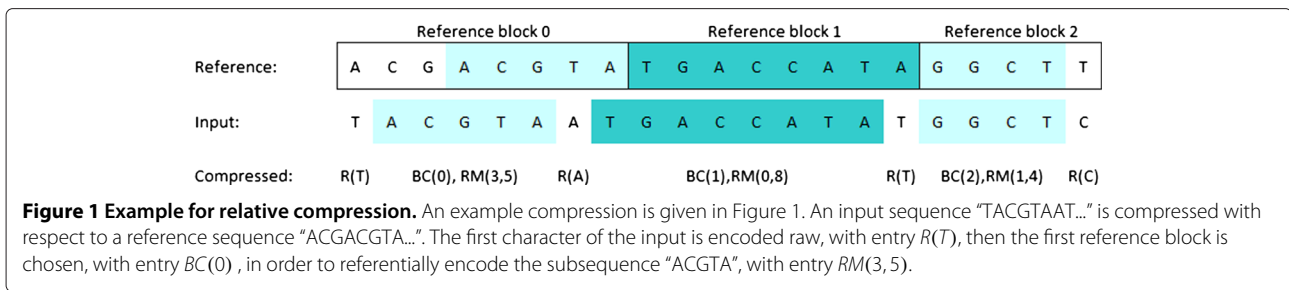 Reference block 0 Reference block 1 Reference block 2
Reference: A C G A C G T A T G A C C A T A G G C T T
Input: T A C G T A A T G A C C A T A T G G C T C
Compressed: R(T) BC(0), RM(3,5) R(A) BC(1),RM(0,8) R(T) BC(2),RM(1,4) R(C)
Figure 1 Example for relative compression. An example compression is given in Figure 1. An input sequence “TACGTAAT...” is compressed with
respect to a reference sequence “ACGACGTA...”. The first character of the input is encoded raw, with entry R(T), then the first reference block is
chosen, with entry BC(0) , in order to referentially encode the subsequence “ACGTA”, with entry RM(3, 5).